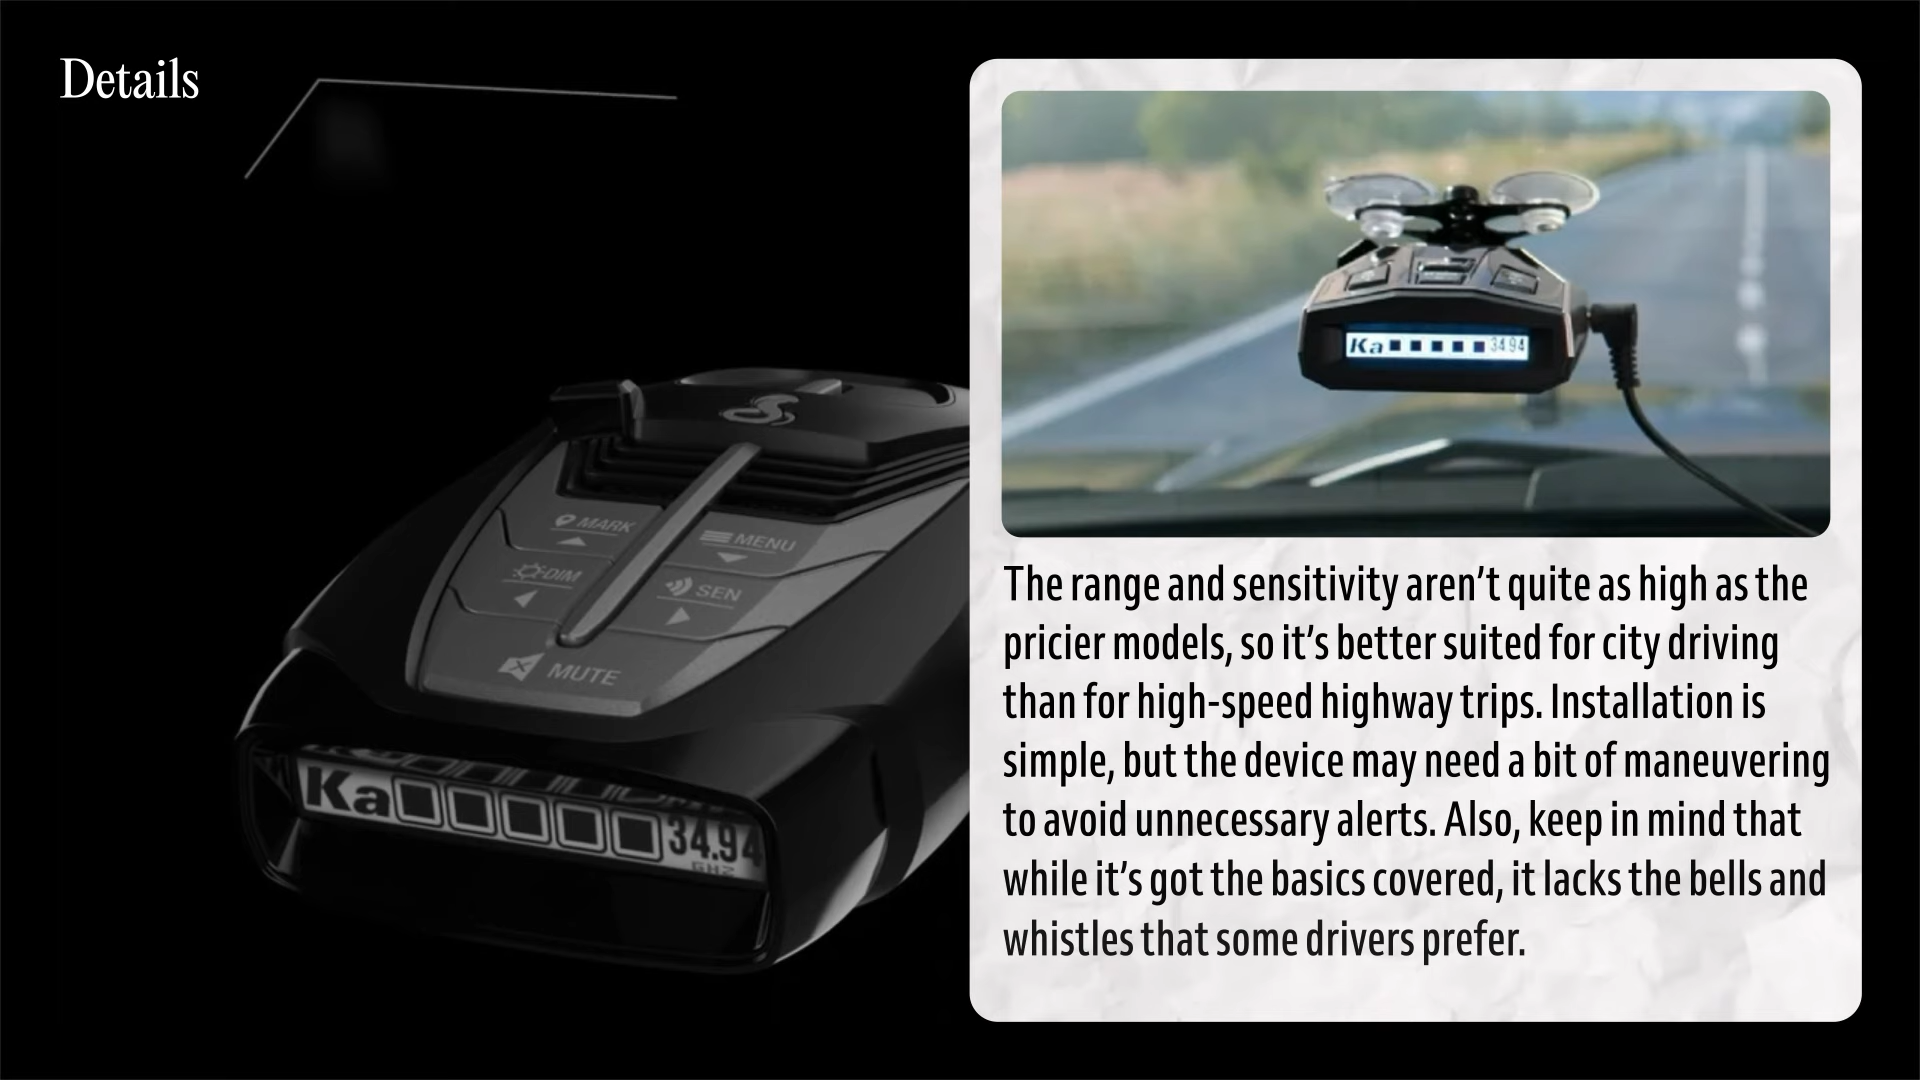 Details
MARK
MENU
DIM
SEN
MUTE
Ka 34.94
GHZ
Ka 34.94
The range and sensitivity aren’t quite as high as the
pricier models, so it’s better suited for city driving
than for high-speed highway trips. Installation is
simple, but the device may need a bit of maneuvering
to avoid unnecessary alerts. Also, keep in mind that
while it’s got the basics covered, it lacks the bells and
whistles that some drivers prefer.